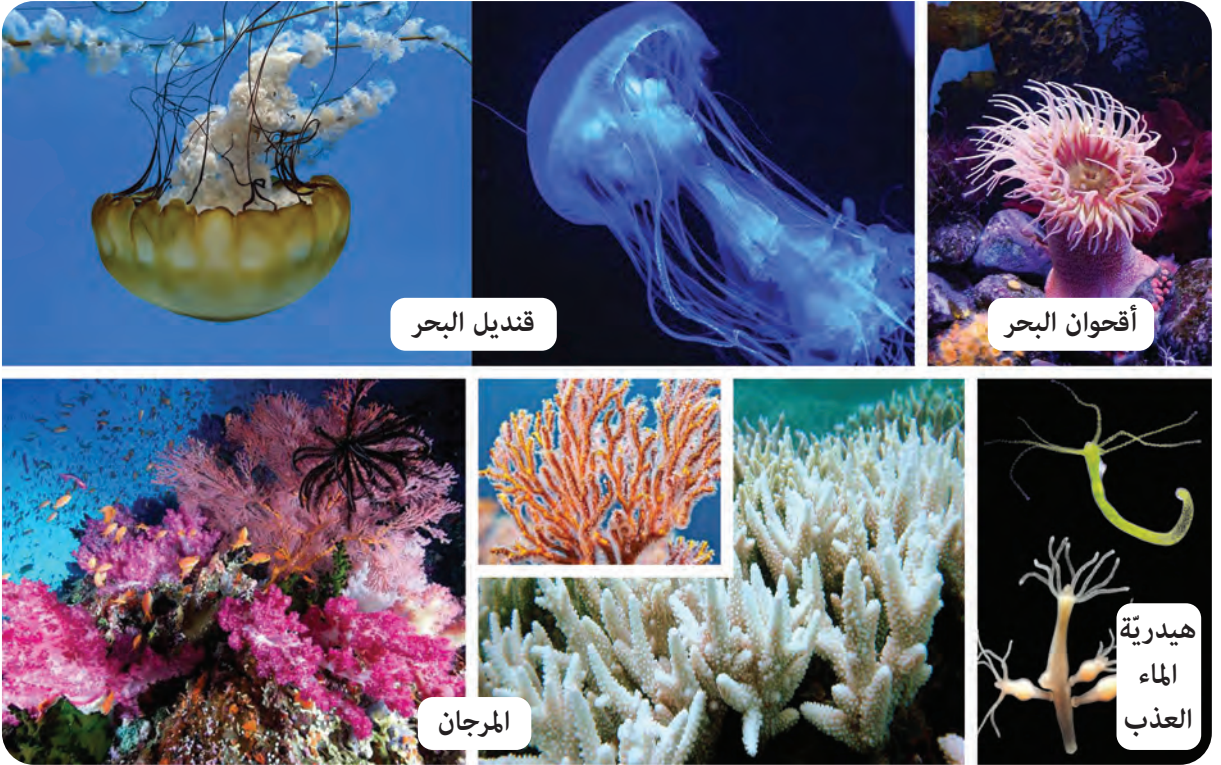 أقحوان البحر
قنديل البحر
هيدريّة
الماء
العذب
المرجان